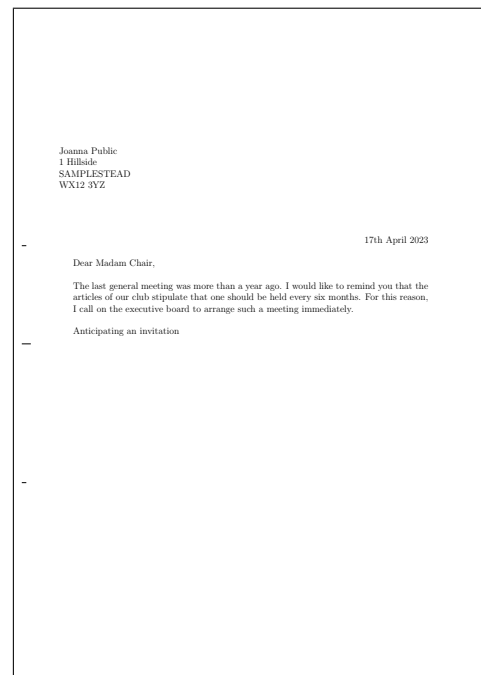 Joanna Public
1 Hillside
SAMPLESTEAD
WX12 3YZ
17th April 2023
Dear Madam Chair,
The last general meeting was more than a year ago. I would like to remind you that the
articles of our club stipulate that one should be held every six months. For this reason,
I call on the executive board to arrange such a meeting immediately.
Anticipating an invitation